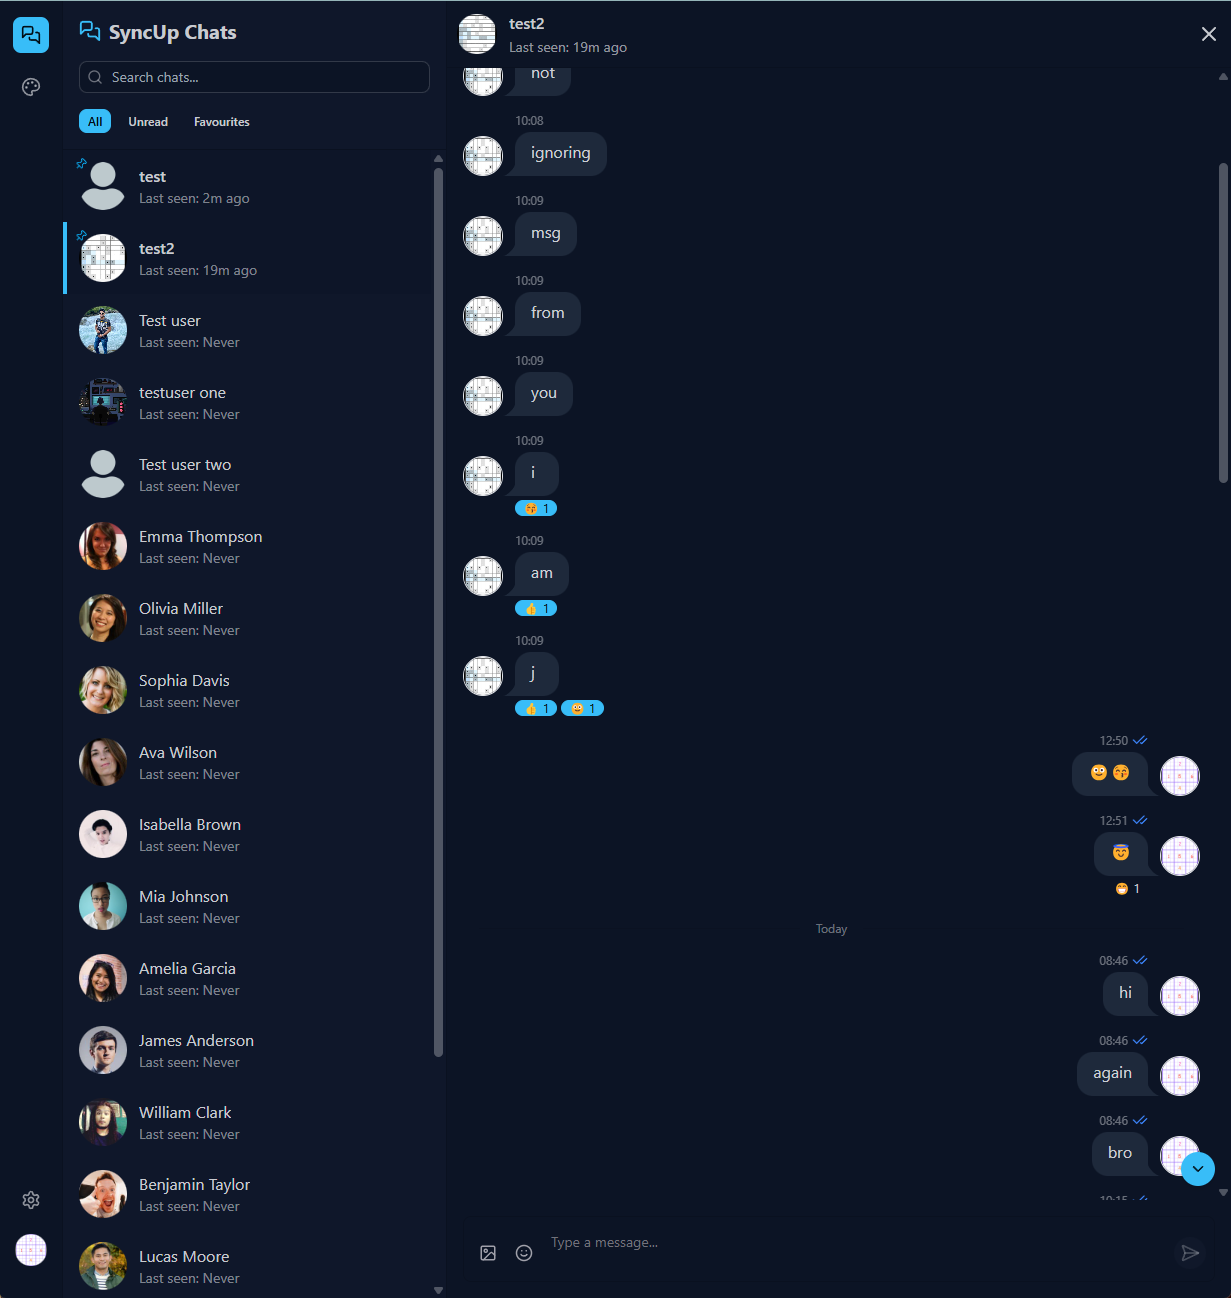 SyncUp Chats
Search chats...
All
Unread
Favourites
test
Last seen: 2m ago
test2
Last seen: 19m ago
Test user
Last seen: Never
testuser one
Last seen: Never
Test user two
Last seen: Never
Emma Thompson
Last seen: Never
Olivia Miller
Last seen: Never
Sophia Davis
Last seen: Never
Ava Wilson
Last seen: Never
Isabella Brown
Last seen: Never
Mia Johnson
Last seen: Never
Amelia Garcia
Last seen: Never
James Anderson
Last seen: Never
William Clark
Last seen: Never
Benjamin Taylor
Last seen: Never
Lucas Moore
Last seen: Never
test2
Last seen: 19m ago
not
10:08
ignoring
10:09
msg
10:09
from
10:09
you
10:09
i
😚 1
10:09
am
👍 1
10:09
j
👍 1 🙂 1
12:50
🙂😚
12:51
😇
😁 1
Today
08:46
hi
08:46
again
08:46
bro
10:15
Type a message...